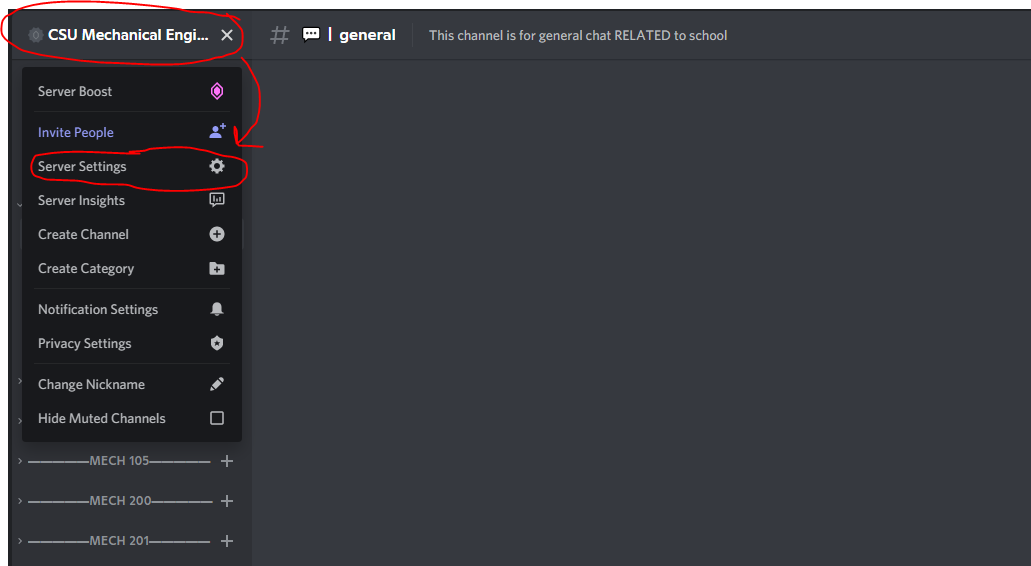 CSU Mechanical Engi...
# | general
This channel is for general chat RELATED to school
Server Boost
Invite People
Server Settings
Server Insights
Create Channel
Create Category
Notification Settings
Privacy Settings
Change Nickname
Hide Muted Channels
—————MECH 105—————
—————MECH 200—————
—————MECH 201—————